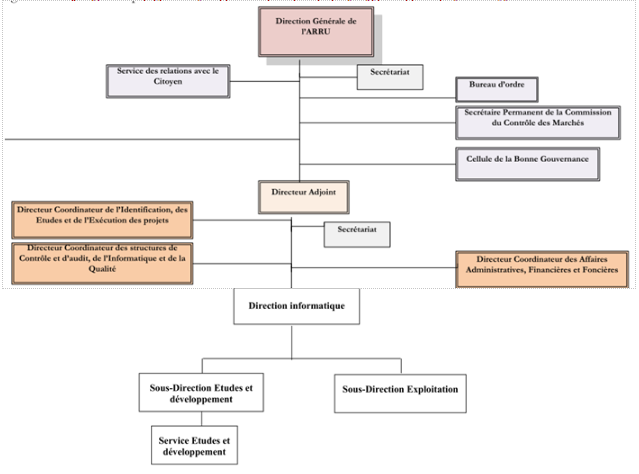 Direction Générale de
l'ARRU
Service des relations avec le
Citoyen
Secrétariat
Bureau d'ordre
Secrétaire Permanent de la Commission
du Contrôle des Marchés
Cellule de la Bonne Gouvernance
Directeur Adjoint
Directeur Coordinateur de l'Identification, des
Etudes et de l'Exécution des projets
Secrétariat
Directeur Coordinateur des structures de
Contrôle et d'audit, de l'Informatique et de la
Qualité
Directeur Coordinateur des Affaires
Administratives, Financières et Foncières
Direction informatique
Sous-Direction Etudes et
développement
Sous-Direction Exploitation
Service Etudes et
développement